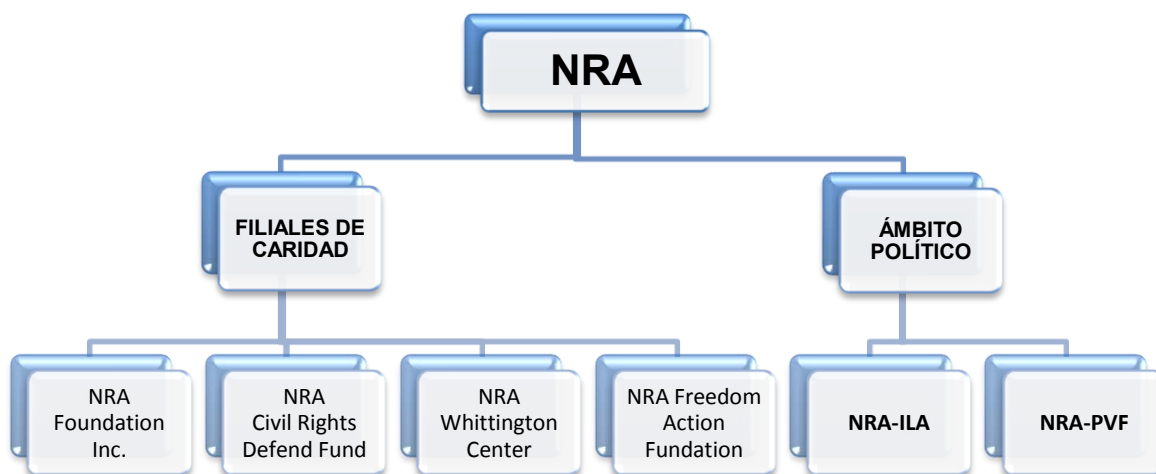 NRA
FILIALES DE
CARIDAD
ÁMBITO
POLÍTICO
NRA
Foundation
Inc.
NRA
Civil Rights
Defend Fund
NRA
Whittington
Center
NRA Freedom
Action
Fundation
NRA-ILA
NRA-PVF